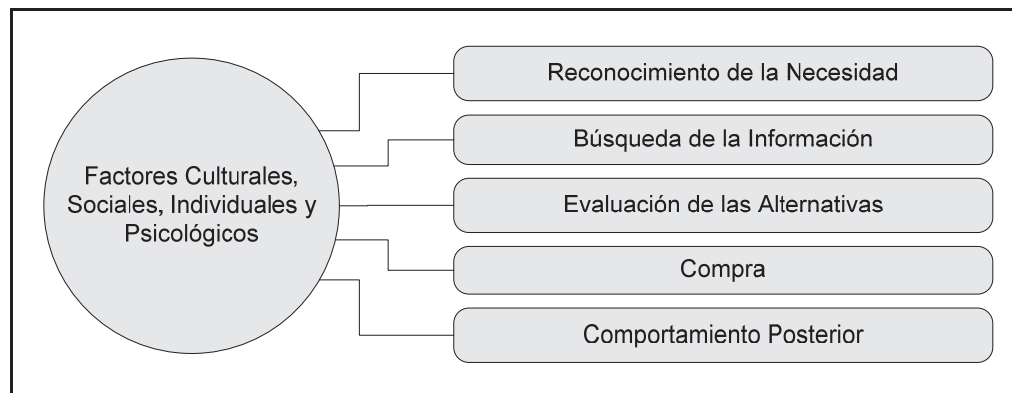 Factores Culturales,
Sociales, Individuales y
Psicológicos
Reconocimiento de la Necesidad
Búsqueda de la Información
Evaluación de las Alternativas
Compra
Comportamiento Posterior